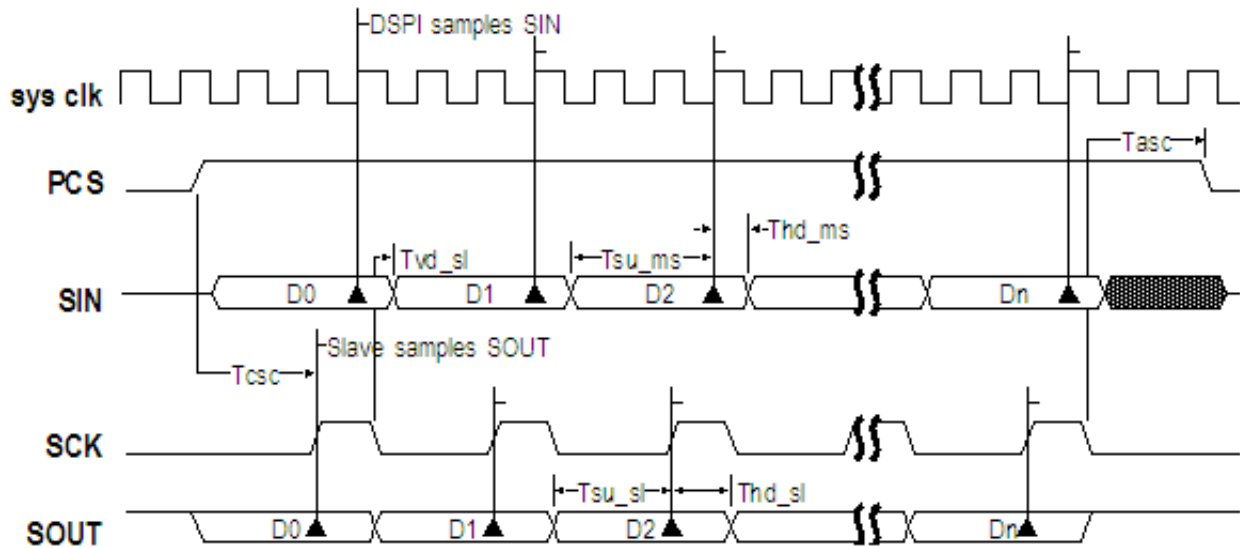 DSPI samples SIN
sys clk
Tasc
PCS
Thd_ms
Tvd_sl
Tsu_ms
SIN
D0
D1
D2
Dn
Slave samples SOUT
Tcsc
SCK
Tsu_sl
Thd_sl
SOUT
D0
D1
D2
Dn